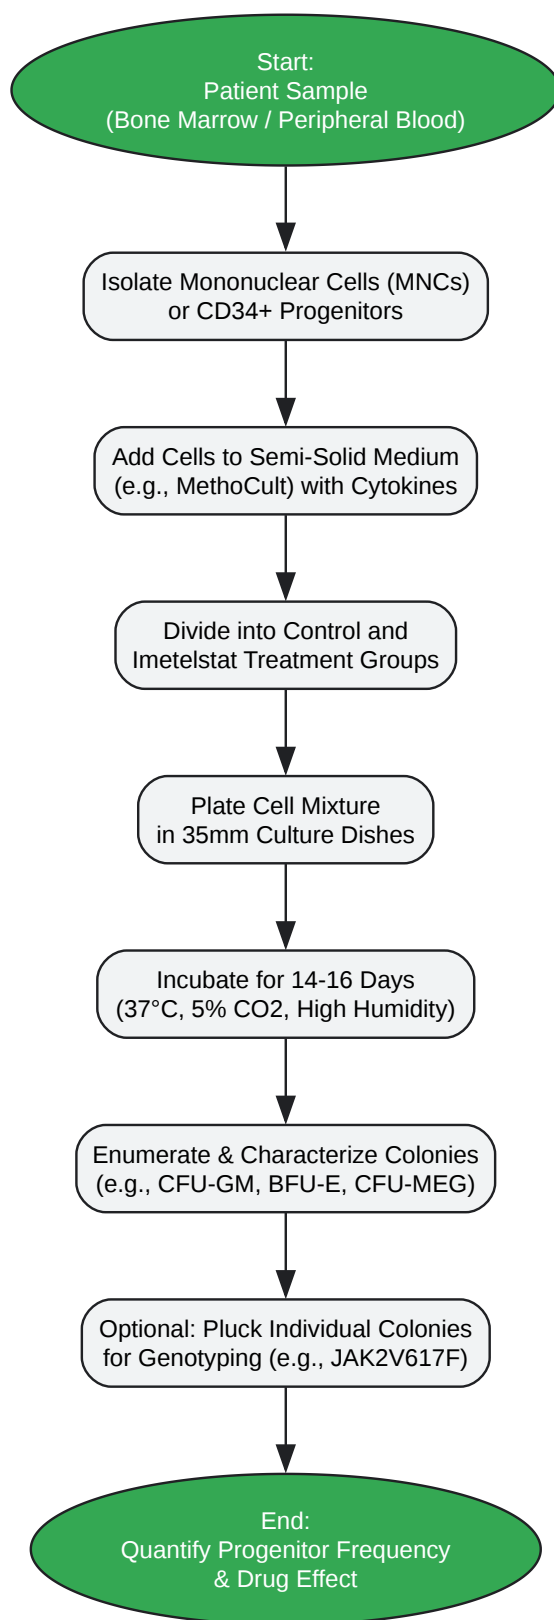 Start:
Patient Sample
(Bone Marrow / Peripheral Blood)
Isolate Mononuclear Cells (MNCs)
or CD34+ Progenitors
Add Cells to Semi-Solid Medium
(e.g., MethoCult) with Cytokines
Divide into Control and
Imetelstat Treatment Groups
Plate Cell Mixture
in 35mm Culture Dishes
Incubate for 14-16 Days
(37°C, 5% CO2, High Humidity)
Enumerate & Characterize Colonies
(e.g., CFU-GM, BFU-E, CFU-MEG)
Optional: Pluck Individual Colonies
for Genotyping (e.g., JAK2V617F)
End:
Quantify Progenitor Frequency
& Drug Effect